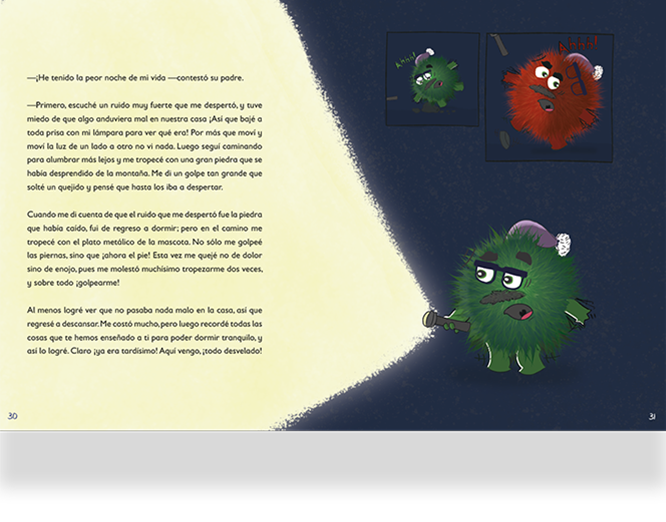 —¡He tenido la peor noche de mi vida —contestó su padre.
—Primero, escuché un ruido muy fuerte que me despertó, y tuve
miedo de que algo anduviera mal en nuestra casa ¡Así que bajé a
toda prisa con mi lámpara para ver qué era! Por más que moví y
moví la luz de un lado a otro no vi nada. Luego seguí caminando
para alumbrar más lejos y me tropecé con una gran piedra que se
había desprendido de la montaña. Me di un golpe tan grande que
solté un quejido y pensé que hasta los iba a despertar.
Cuando me di cuenta de que el ruido que me despertó fue la piedra
que había caído, fui de regreso a dormir; pero en el camino me
tropecé con el plato metálico de la mascota. No sólo me golpeé
las piernas, sino que ¡ahora el pie! Esta vez me quejé no de dolor
sino de enojo, pues me molestó muchísimo tropezarme dos veces,
y sobre todo ¡golpearme!
Al menos logré ver que no pasaba nada malo en la casa, así que
regresé a descansar. Me costó mucho, pero luego recordé todas las
cosas que te hemos enseñado a ti para poder dormir tranquilo, y
así lo logré. Claro ¡ya era tardísimo! Aquí vengo, ¡todo desvelado!
30
Ahhh!
Ahhh!
31